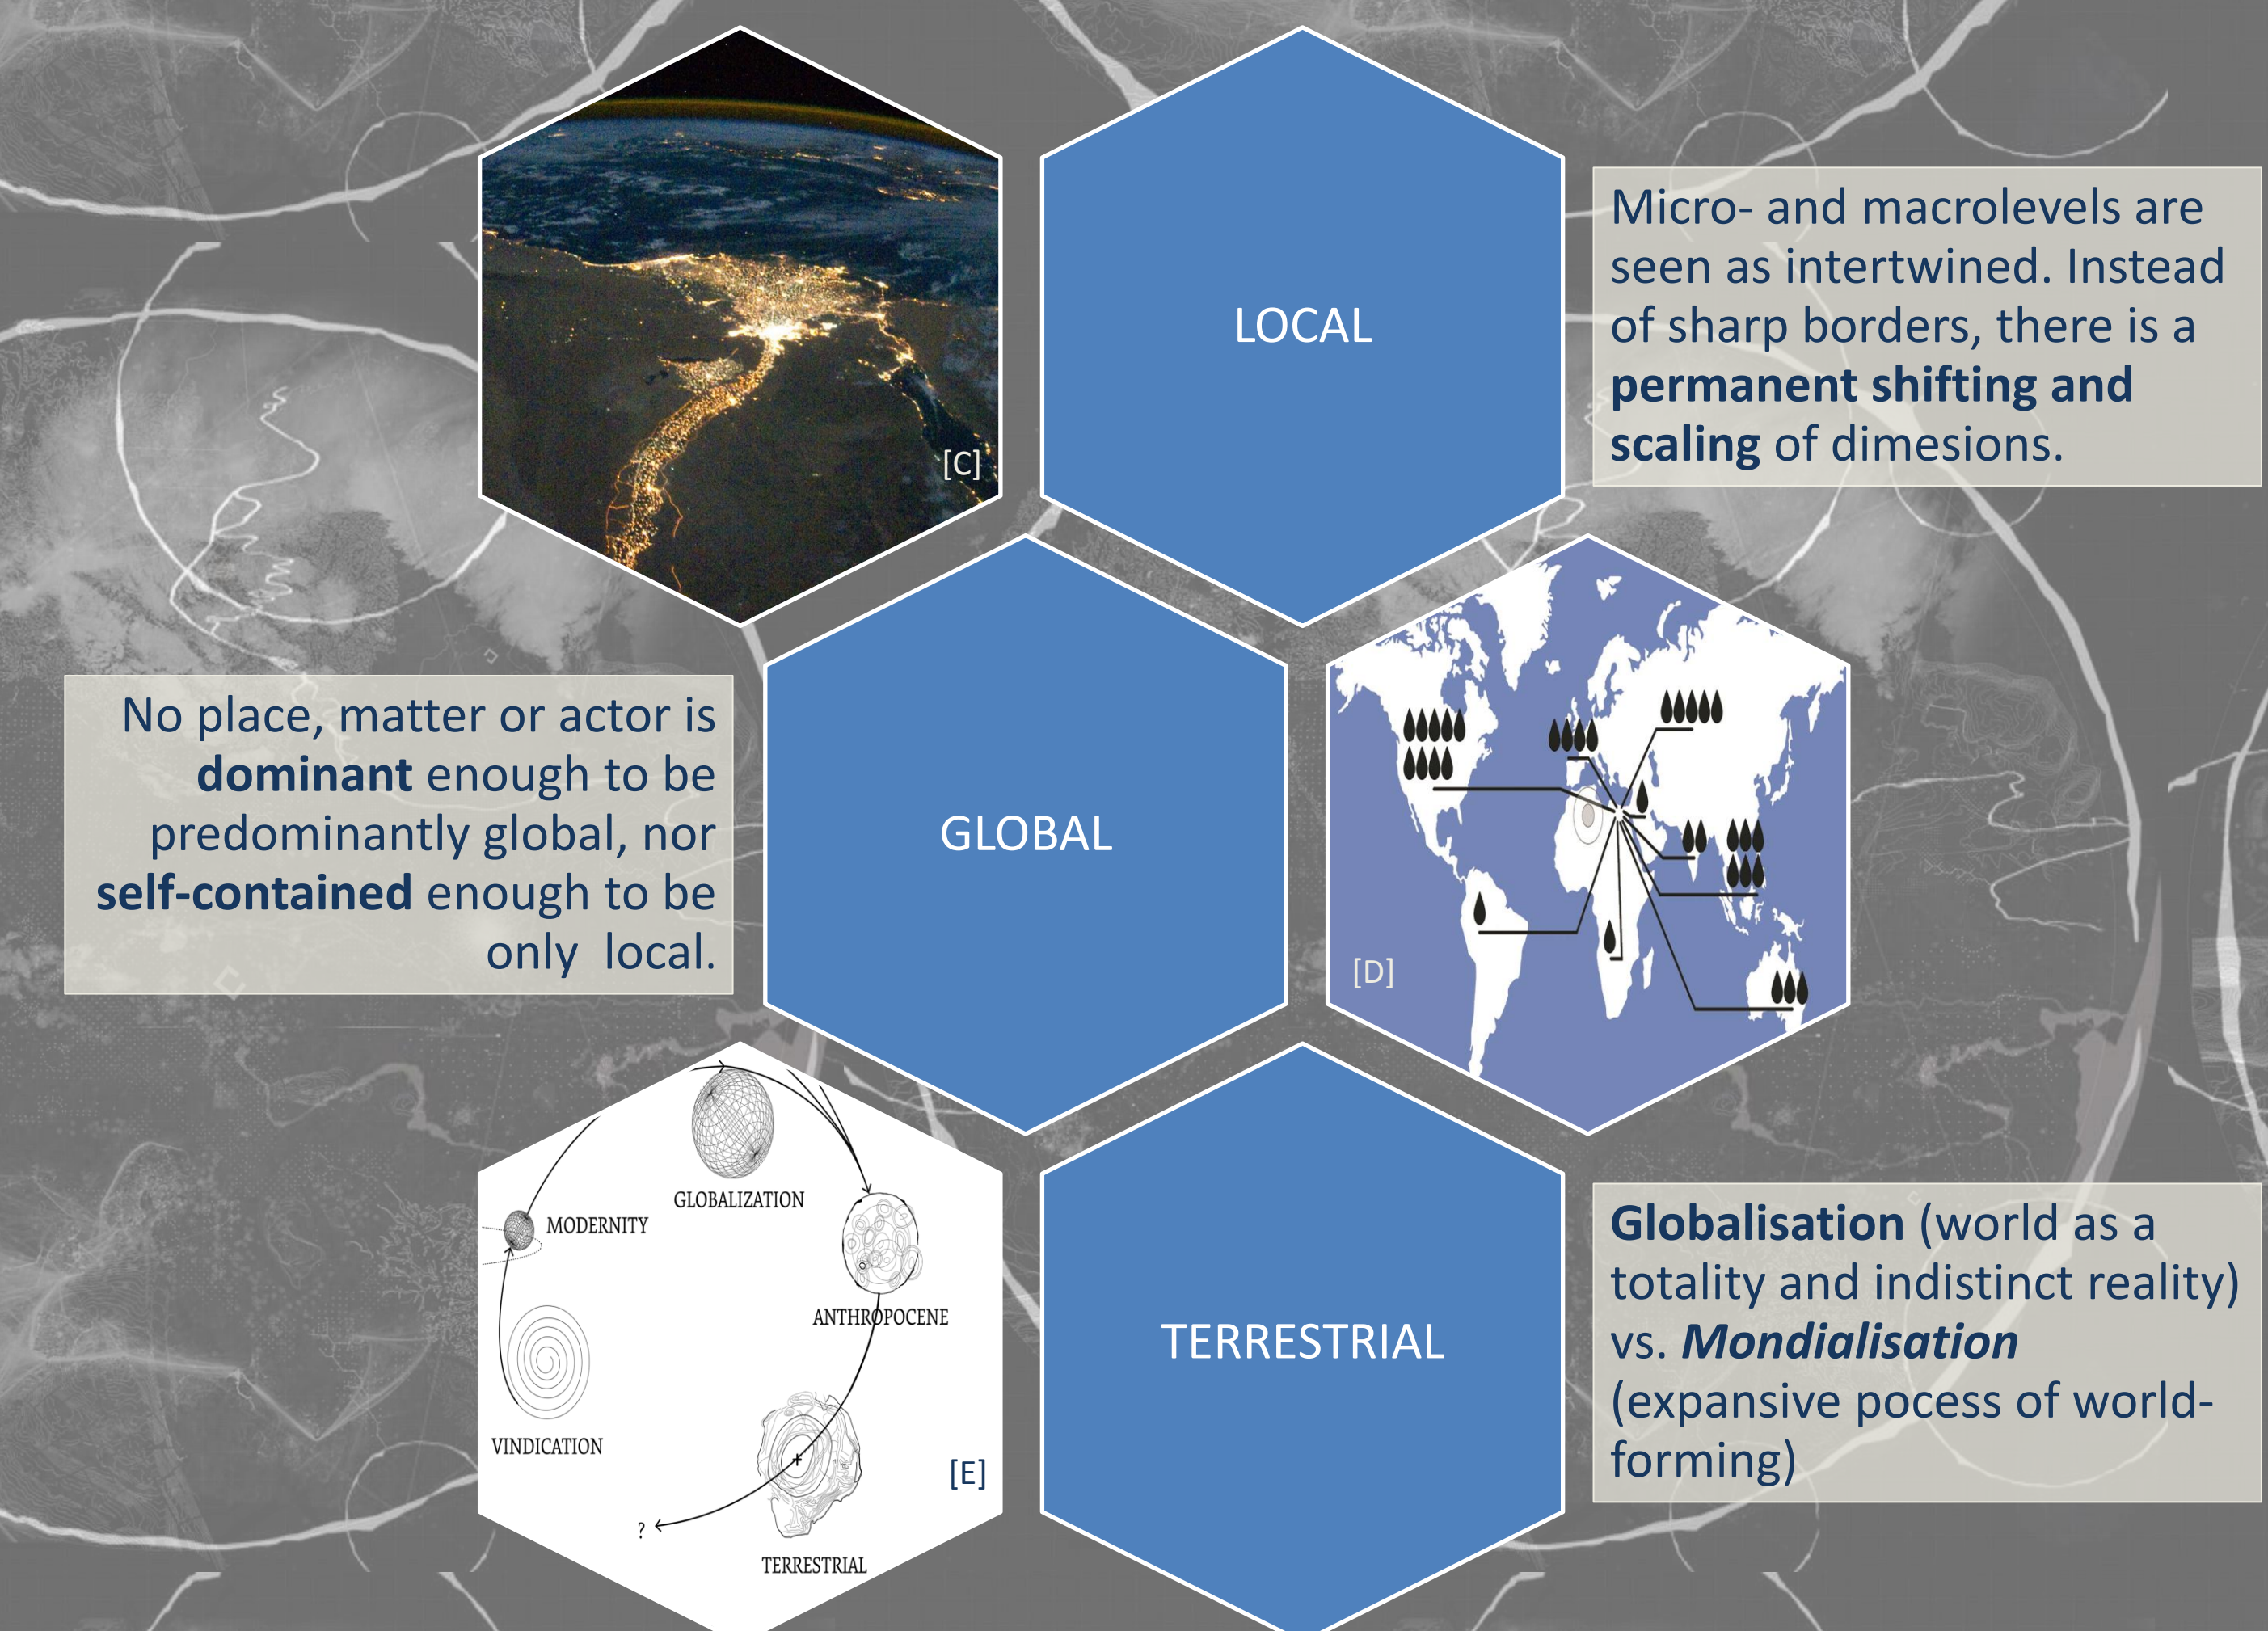 [C]
LOCAL
Micro- and macrolevels are
seen as intertwined. Instead
of sharp borders, there is a
permanent shifting and
scaling of dimesions.
No place, matter or actor is
dominant enough to be
predominantly global, nor
self-contained enough to be
only  local.
GLOBAL
[D]
GLOBALIZATION
MODERNITY
ANTHROPOCENE
VINDICATION
[E]
?
TERRESTRIAL
TERRESTRIAL
Globalisation (world as a
totality and indistinct reality)
vs. Mondialisation
(expansive pocess of world-
forming)